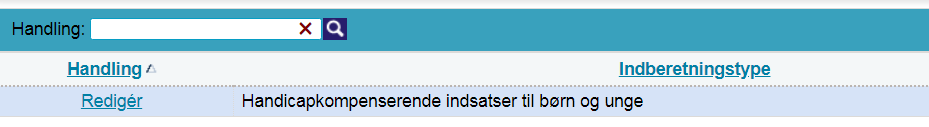 Handling:
Handling Indberetningstype
Redigér Handicapkompenserende indsatser til børn og unge